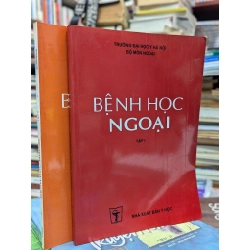 TRƯỜNG ĐẠI HỌC Y HÀ NỘI
BỘ MÔN NGOẠI
BỆNH HỌC
NGOẠI
TẬP 1
NHÀ XUẤT BẢN Y HỌC
B